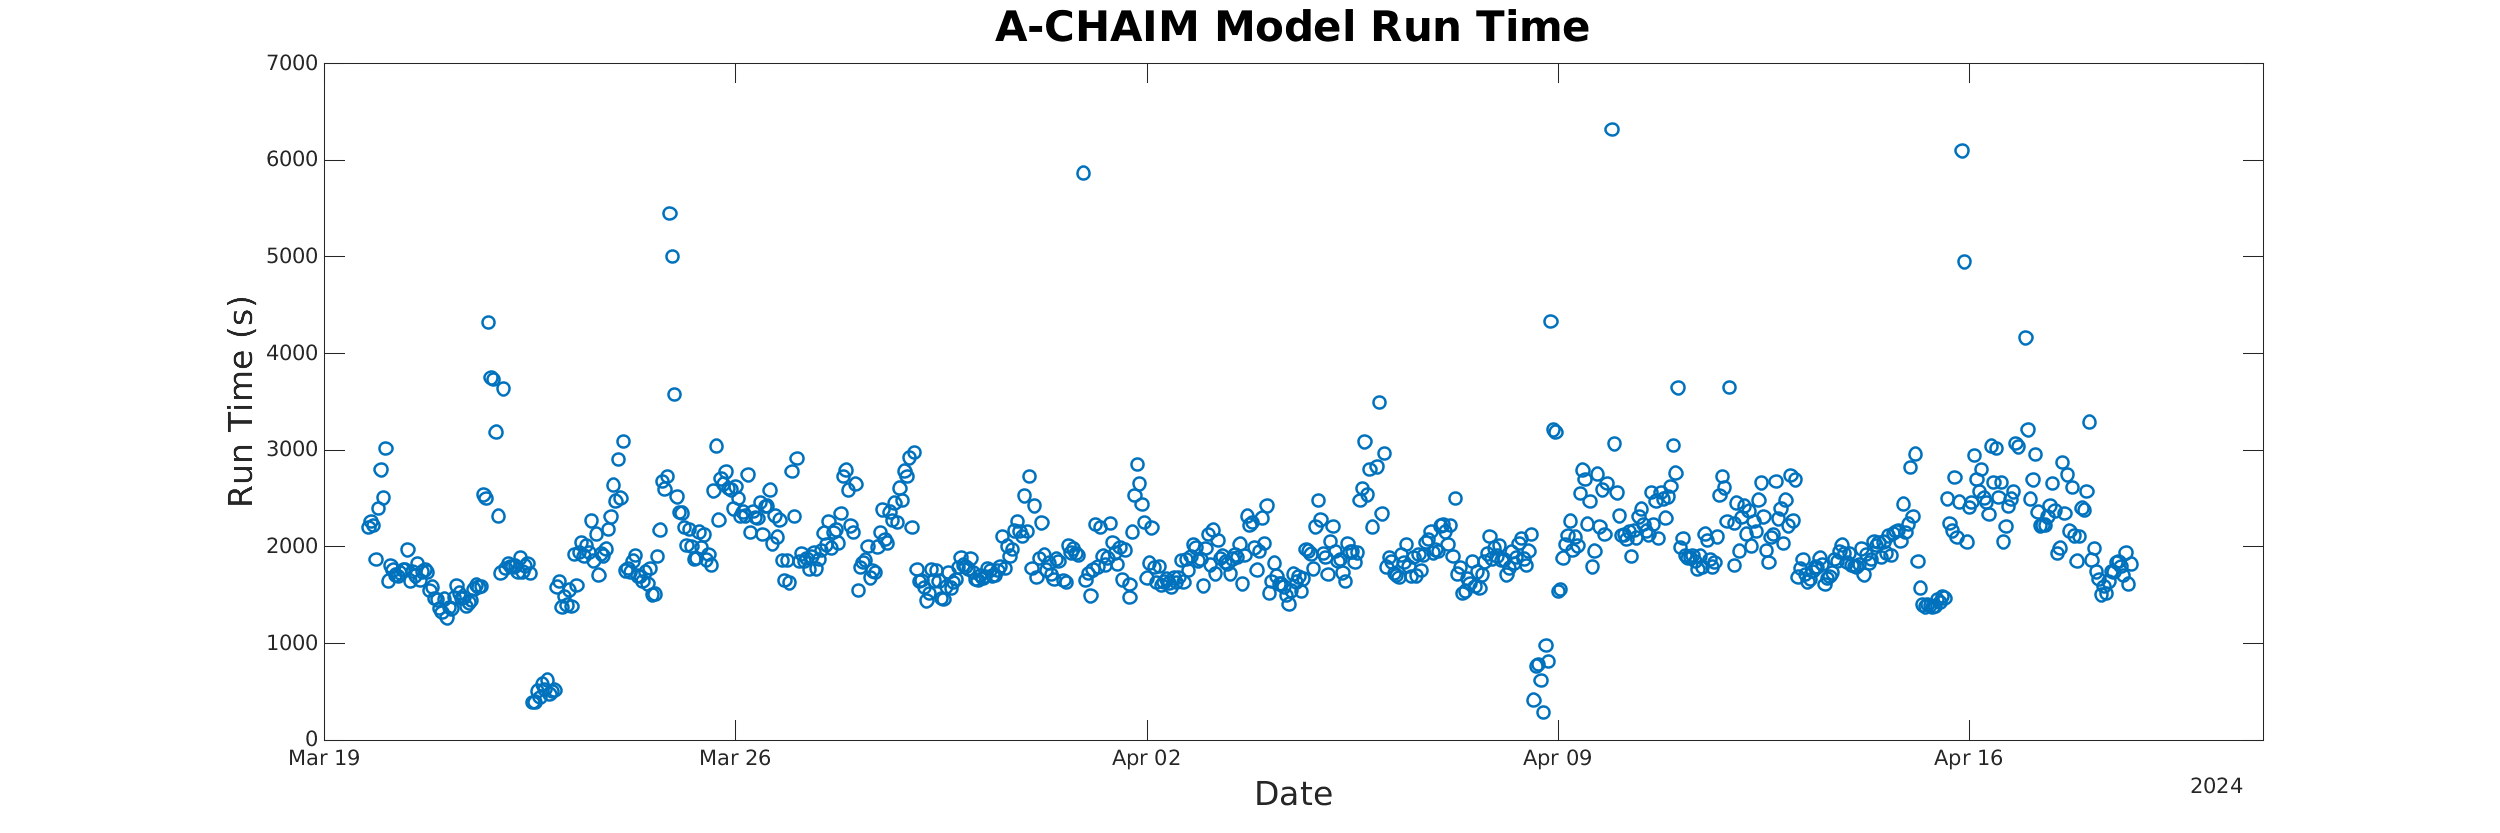 A-CHAIM Model Run Time
7000
6000
5000
4000
3000
2000
1000
0
Run Time (s)
Mar 19
Mar 26
Apr 02
Apr 09
Apr 16
Date
2024